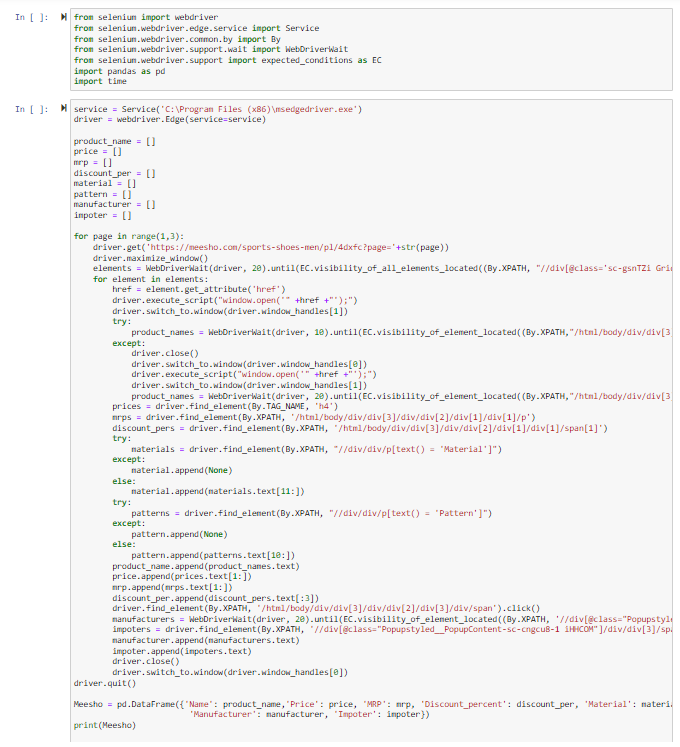 In [ ]:
from selenium import webdriver
from selenium.webdriver.edge.service import Service
from selenium.webdriver.common.by import By
from selenium.webdriver.support.wait import WebDriverWait
from selenium.webdriver.support import expected_conditions as EC
import pandas as pd
import time
In [ ]:
service = Service('C:\Program Files (x86)\msedgedriver.exe')
driver = webdriver.Edge(service=service)
product_name = []
price = []
mrp = []
discount_per = []
material = []
pattern = []
manufacturer = []
impoter = []
for page in range(1,3):
    driver.get('https://meesho.com/sports-shoes-men/pl/4dxfc?page='+str(page))
    driver.maximize_window()
    elements = WebDriverWait(driver, 20).until(EC.visibility_of_all_elements_located((By.XPATH, "//div[@class='sc-gsnTZi Gri
    for element in elements:
        href = element.get_attribute('href')
        driver.execute_script("window.open('" +href +"');")
        driver.switch_to.window(driver.window_handles[1])
        try:
            product_names = WebDriverWait(driver, 10).until(EC.visibility_of_element_located((By.XPATH,"/html/body/div/div[3
        except:
            driver.close()
            driver.switch_to.window(driver.window_handles[0])
            driver.execute_script("window.open('" +href +"');")
            driver.switch_to.window(driver.window_handles[1])
            product_names = WebDriverWait(driver, 20).until(EC.visibility_of_element_located((By.XPATH,"/html/body/div/div[3
        prices = driver.find_element(By.TAG_NAME, 'h4')
        mrps = driver.find_element(By.XPATH, '/html/body/div/div[3]/div/div[2]/div[1]/div[1]/p')
        discount_pers = driver.find_element(By.XPATH, '/html/body/div/div[3]/div/div[2]/div[1]/div[1]/span[1]')
        try:
            materials = driver.find_element(By.XPATH, "//div/div/p[text() = 'Material']")
        except:
            material.append(None)
        else:
            material.append(materials.text[11:])
        try:
            patterns = driver.find_element(By.XPATH, "//div/div/p[text() = 'Pattern']")
        except:
            pattern.append(None)
        else:
            pattern.append(patterns.text[10:])
        product_name.append(product_names.text)
        price.append(prices.text[1:])
        mrp.append(mrps.text[1:])
        discount_per.append(discount_pers.text[:3])
        driver.find_element(By.XPATH, '/html/body/div/div[3]/div/div[2]/div[3]/div/span').click()
        manufacturers = WebDriverWait(driver, 20).until(EC.visibility_of_element_located((By.XPATH, '//div[@class="Popupstyle
        impoters = driver.find_element(By.XPATH, '//div[@class="Popupstyled__PopupContent-sc-cngcu8-1 iHHCOM"]/div/div[3]/spa
        manufacturer.append(manufacturers.text)
        impoter.append(impoters.text)
        driver.close()
        driver.switch_to.window(driver.window_handles[0])
driver.quit()
Meesho = pd.DataFrame({'Name': product_name,'Price': price, 'MRP': mrp, 'Discount_percent': discount_per, 'Material': materia
                      'Manufacturer': manufacturer, 'Impoter': impoter})
print(Meesho)